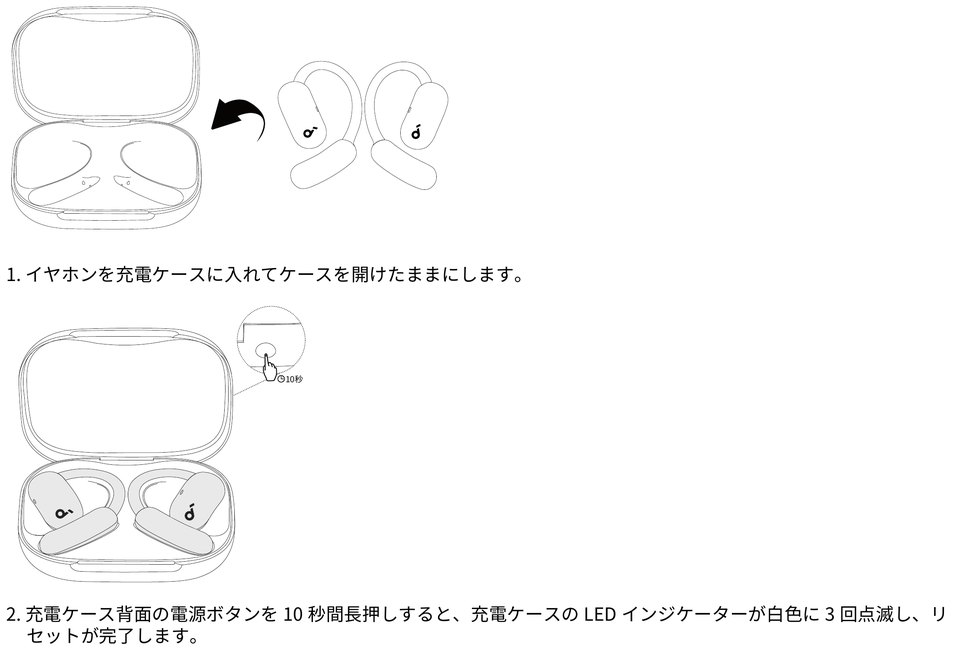 1. イヤホンを充電ケースに入れてケースを開けたままにします。
10秒
2. 充電ケース背面の電源ボタンを 10 秒間長押しすると、充電ケースの LED インジケーターが白色に 3 回点滅し、リ
セットが完了します。